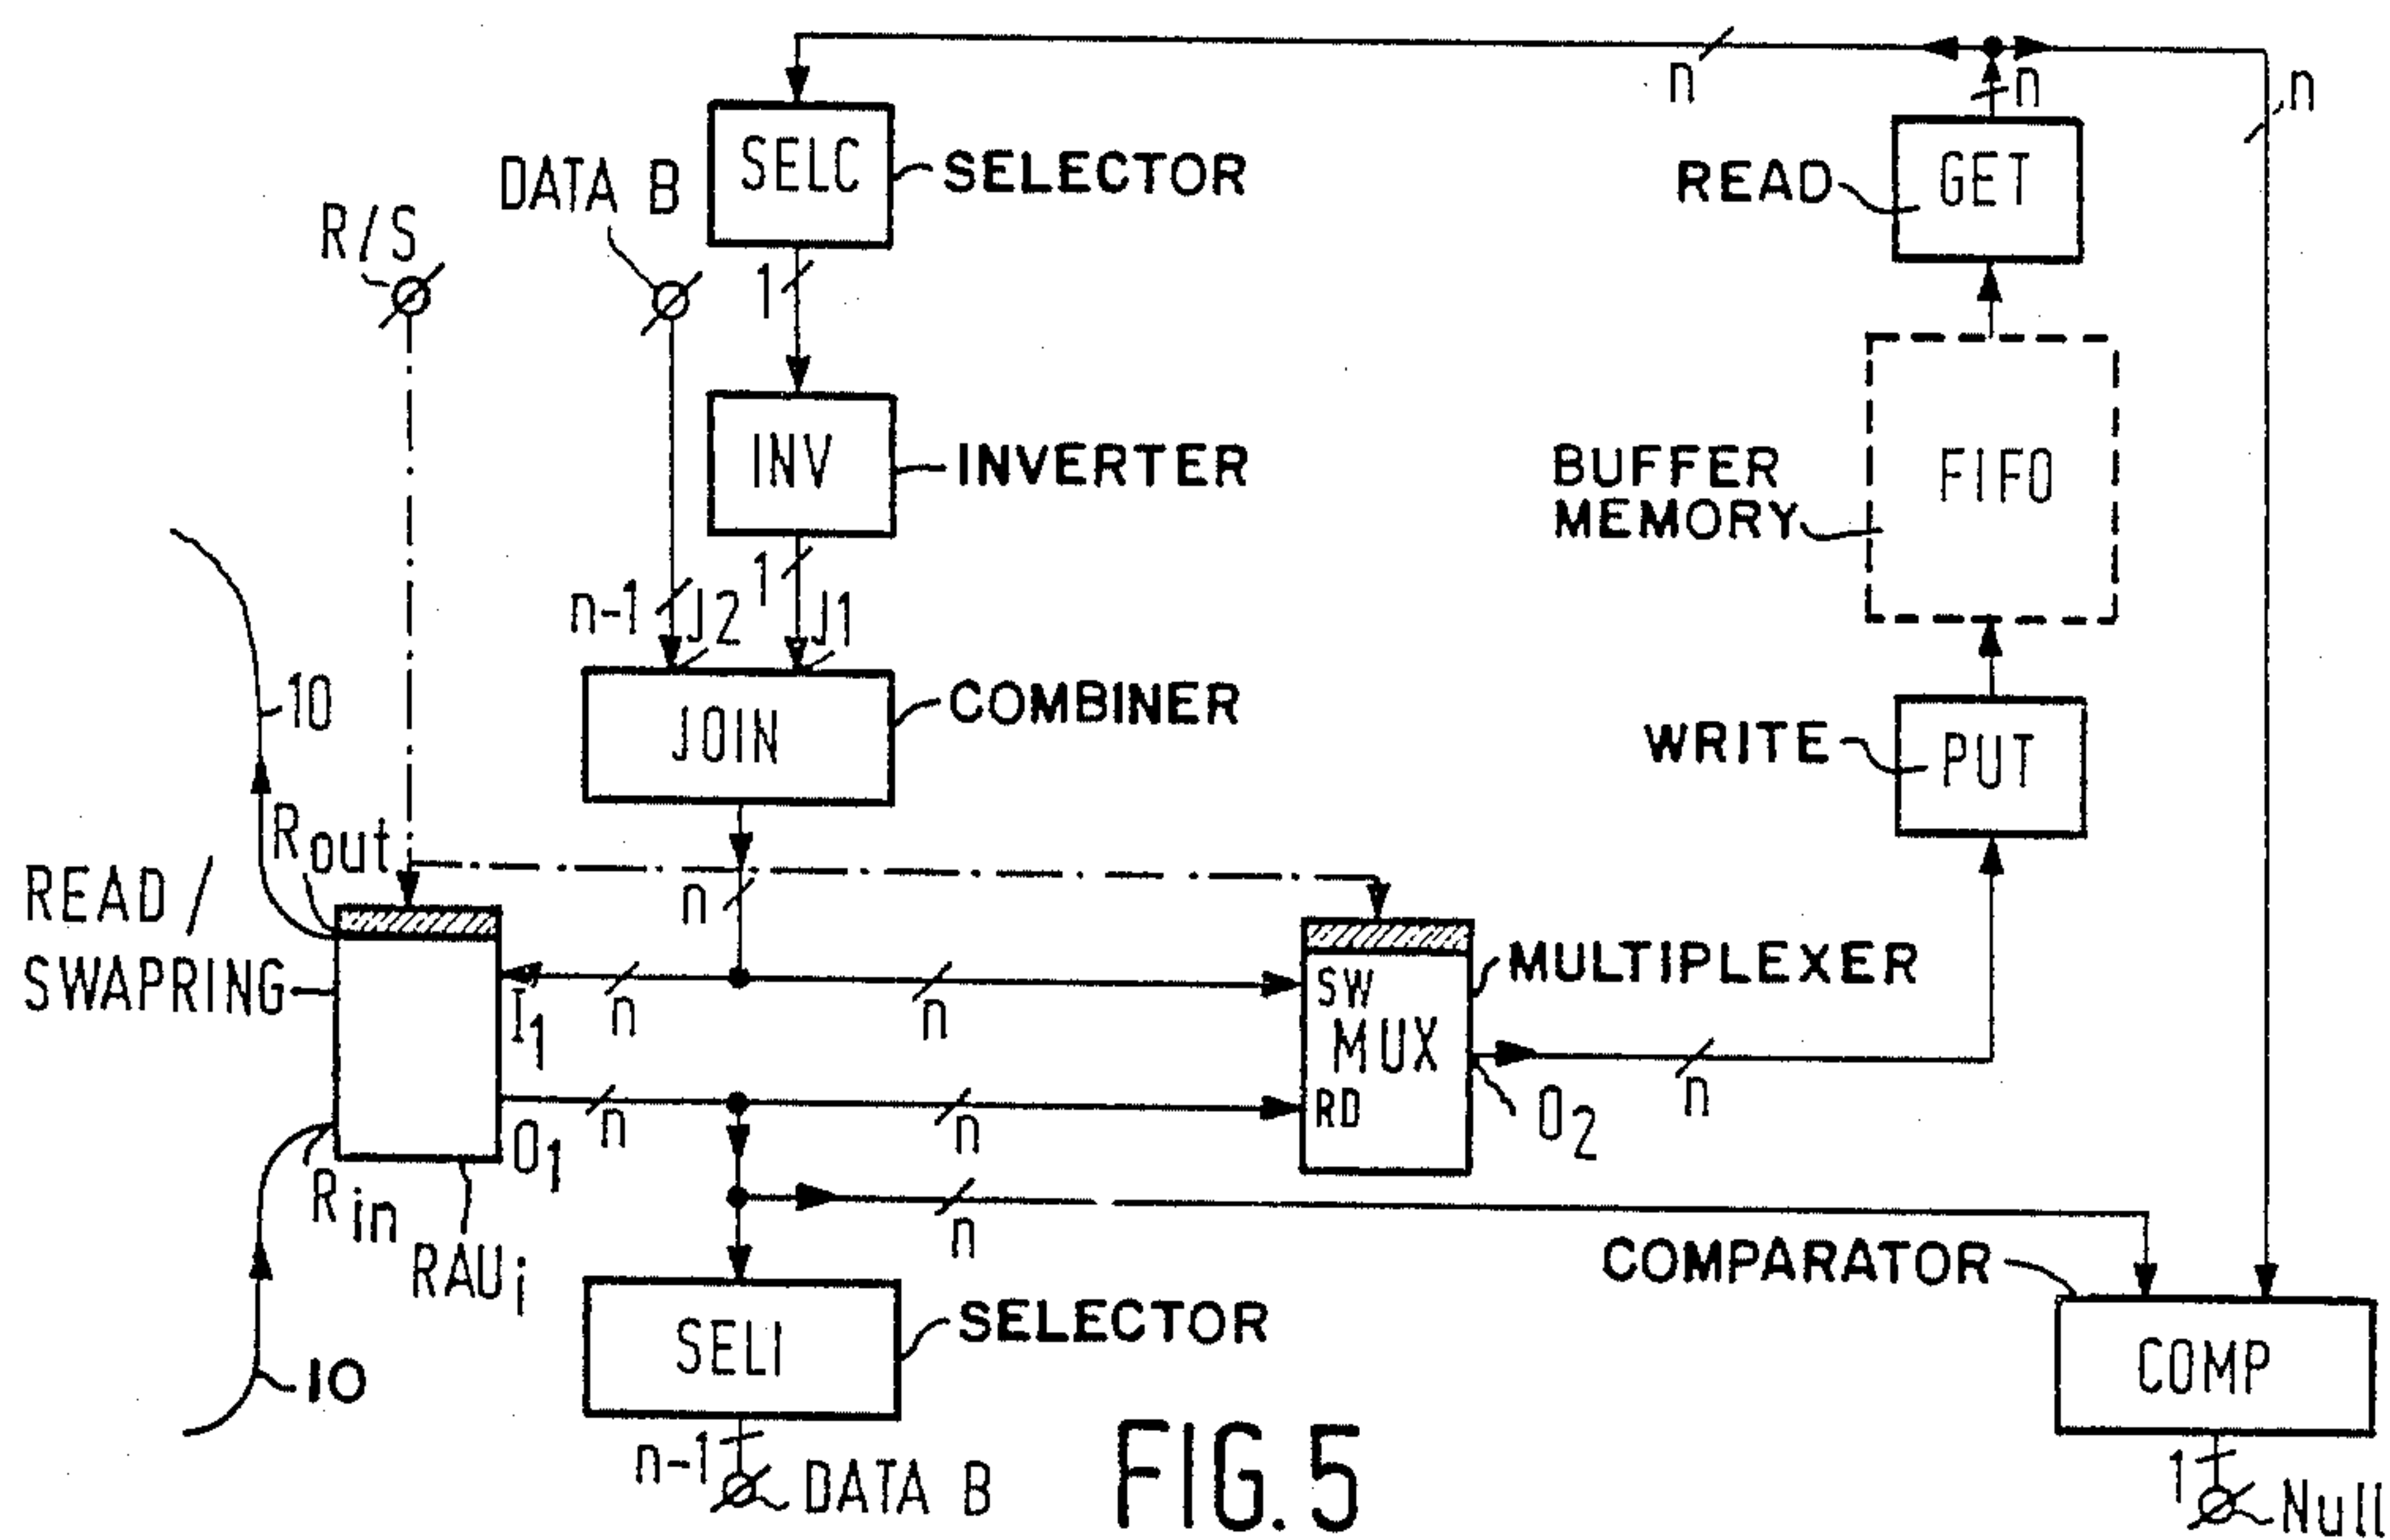 n
n
n
SELC
SELECTOR
DATA B
READ
GET
R/S
1
INV
INVERTER
BUFFER
MEMORY
FIFO
n-1
J2
1
J1
10
JOIN
COMBINER
WRITE
PUT
Rout
READ /
SWAPRING
n
I1
n
n
SW
MUX
RD
MULTIPLEXER
O1
n
n
O2
n
Rin
RAUi
n
COMPARATOR
10
SELI
SELECTOR
COMP
n-1
DATA B
1
Null
FIG. 5